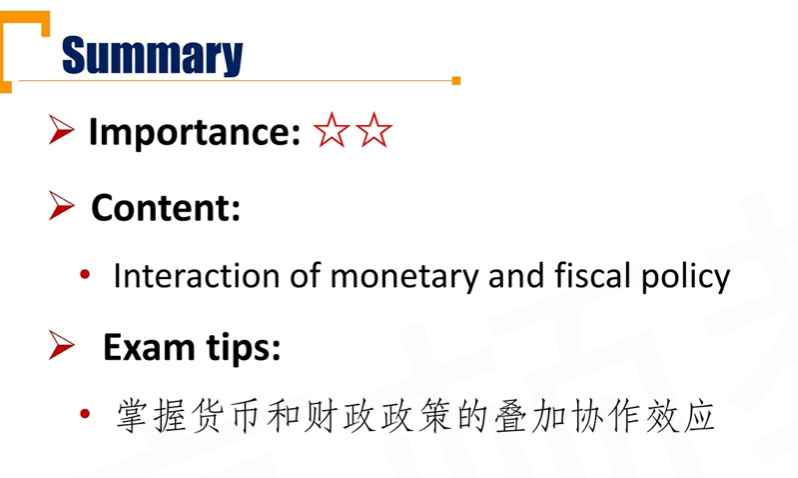 Summary
Importance: ☆☆
Content:
Interaction of monetary and fiscal policy
Exam tips:
掌握货币和财政政策的叠加协作效应